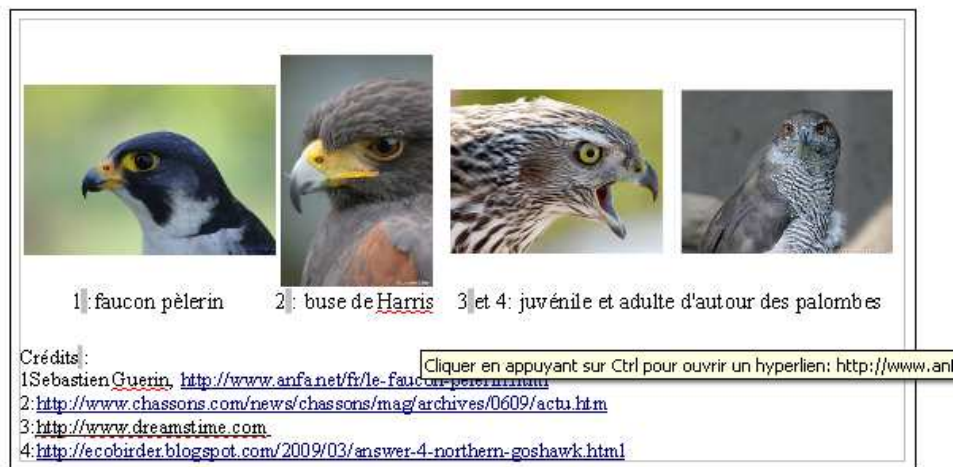 1 : faucon pèlerin 2 : buse de Harris 3 et 4: juvénile et adulte d'autour des palombes
Crédits :
Cliquer en appuyant sur Ctrl pour ouvrir un hyperlien: http://www.anf
1Sebastien Guerin, http://www.anfa.net/fr/le-faucon-pelerin.html
2:http://www.chassons.com/news/chassons/mag/archives/0609/actu.htm
3:http://www.dreamstime.com
4:http://ecobirder.blogspot.com/2009/03/answer-4-northern-goshawk.html